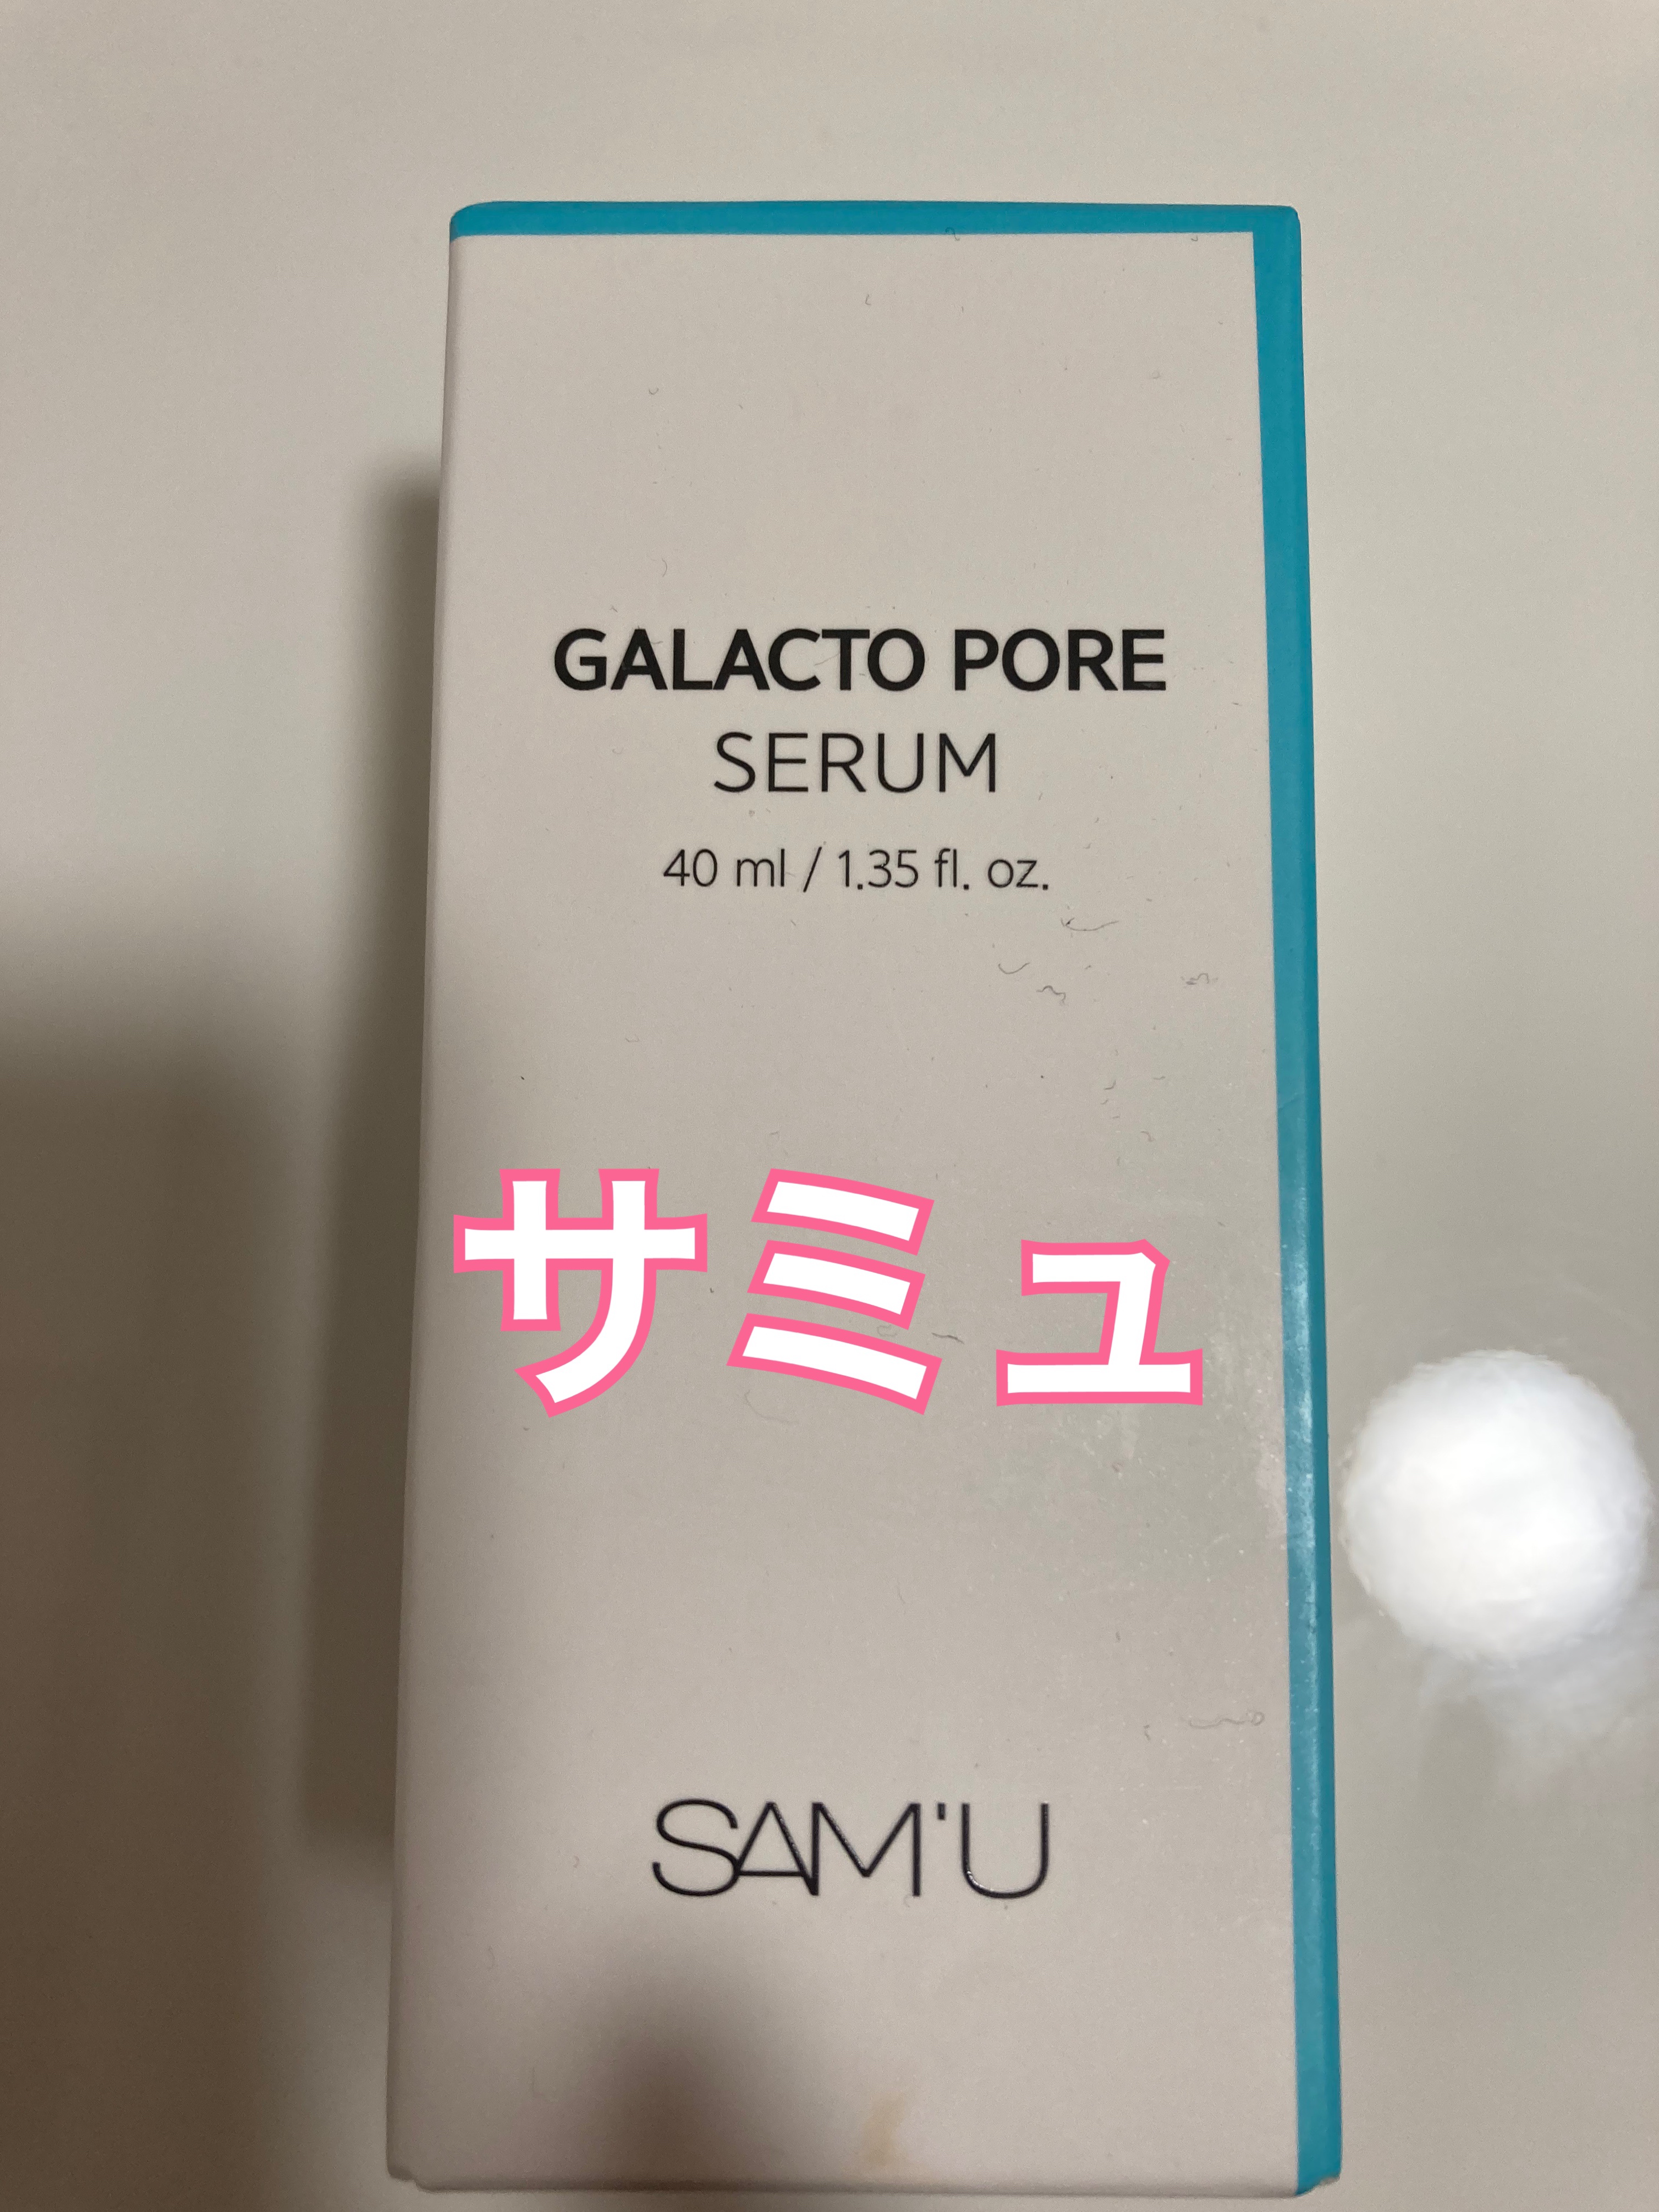 GALACTO PORE
SERUM
40 ml / 1.35 fl. oz.
サミュ
SAM'U